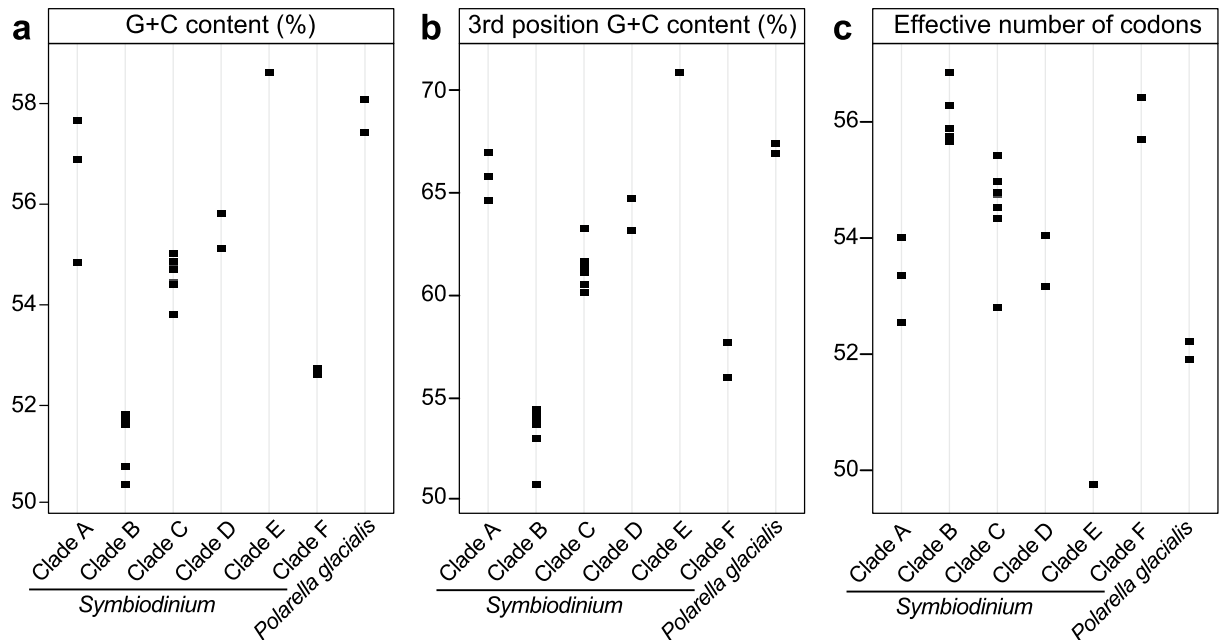 a G+C content (%)
58
56
54
52
50
Clade A
Clade B
Clade C
Clade D
Clade E
Clade F
Polarella glacialis
Symbiodinium
b 3rd position G+C content (%)
70
65
60
55
50
Clade A
Clade B
Clade C
Clade D
Clade E
Clade F
Polarella glacialis
Symbiodinium
c Effective number of codons
56
54
52
50
Clade A
Clade B
Clade C
Clade D
Clade E
Clade F
Polarella glacialis
Symbiodinium